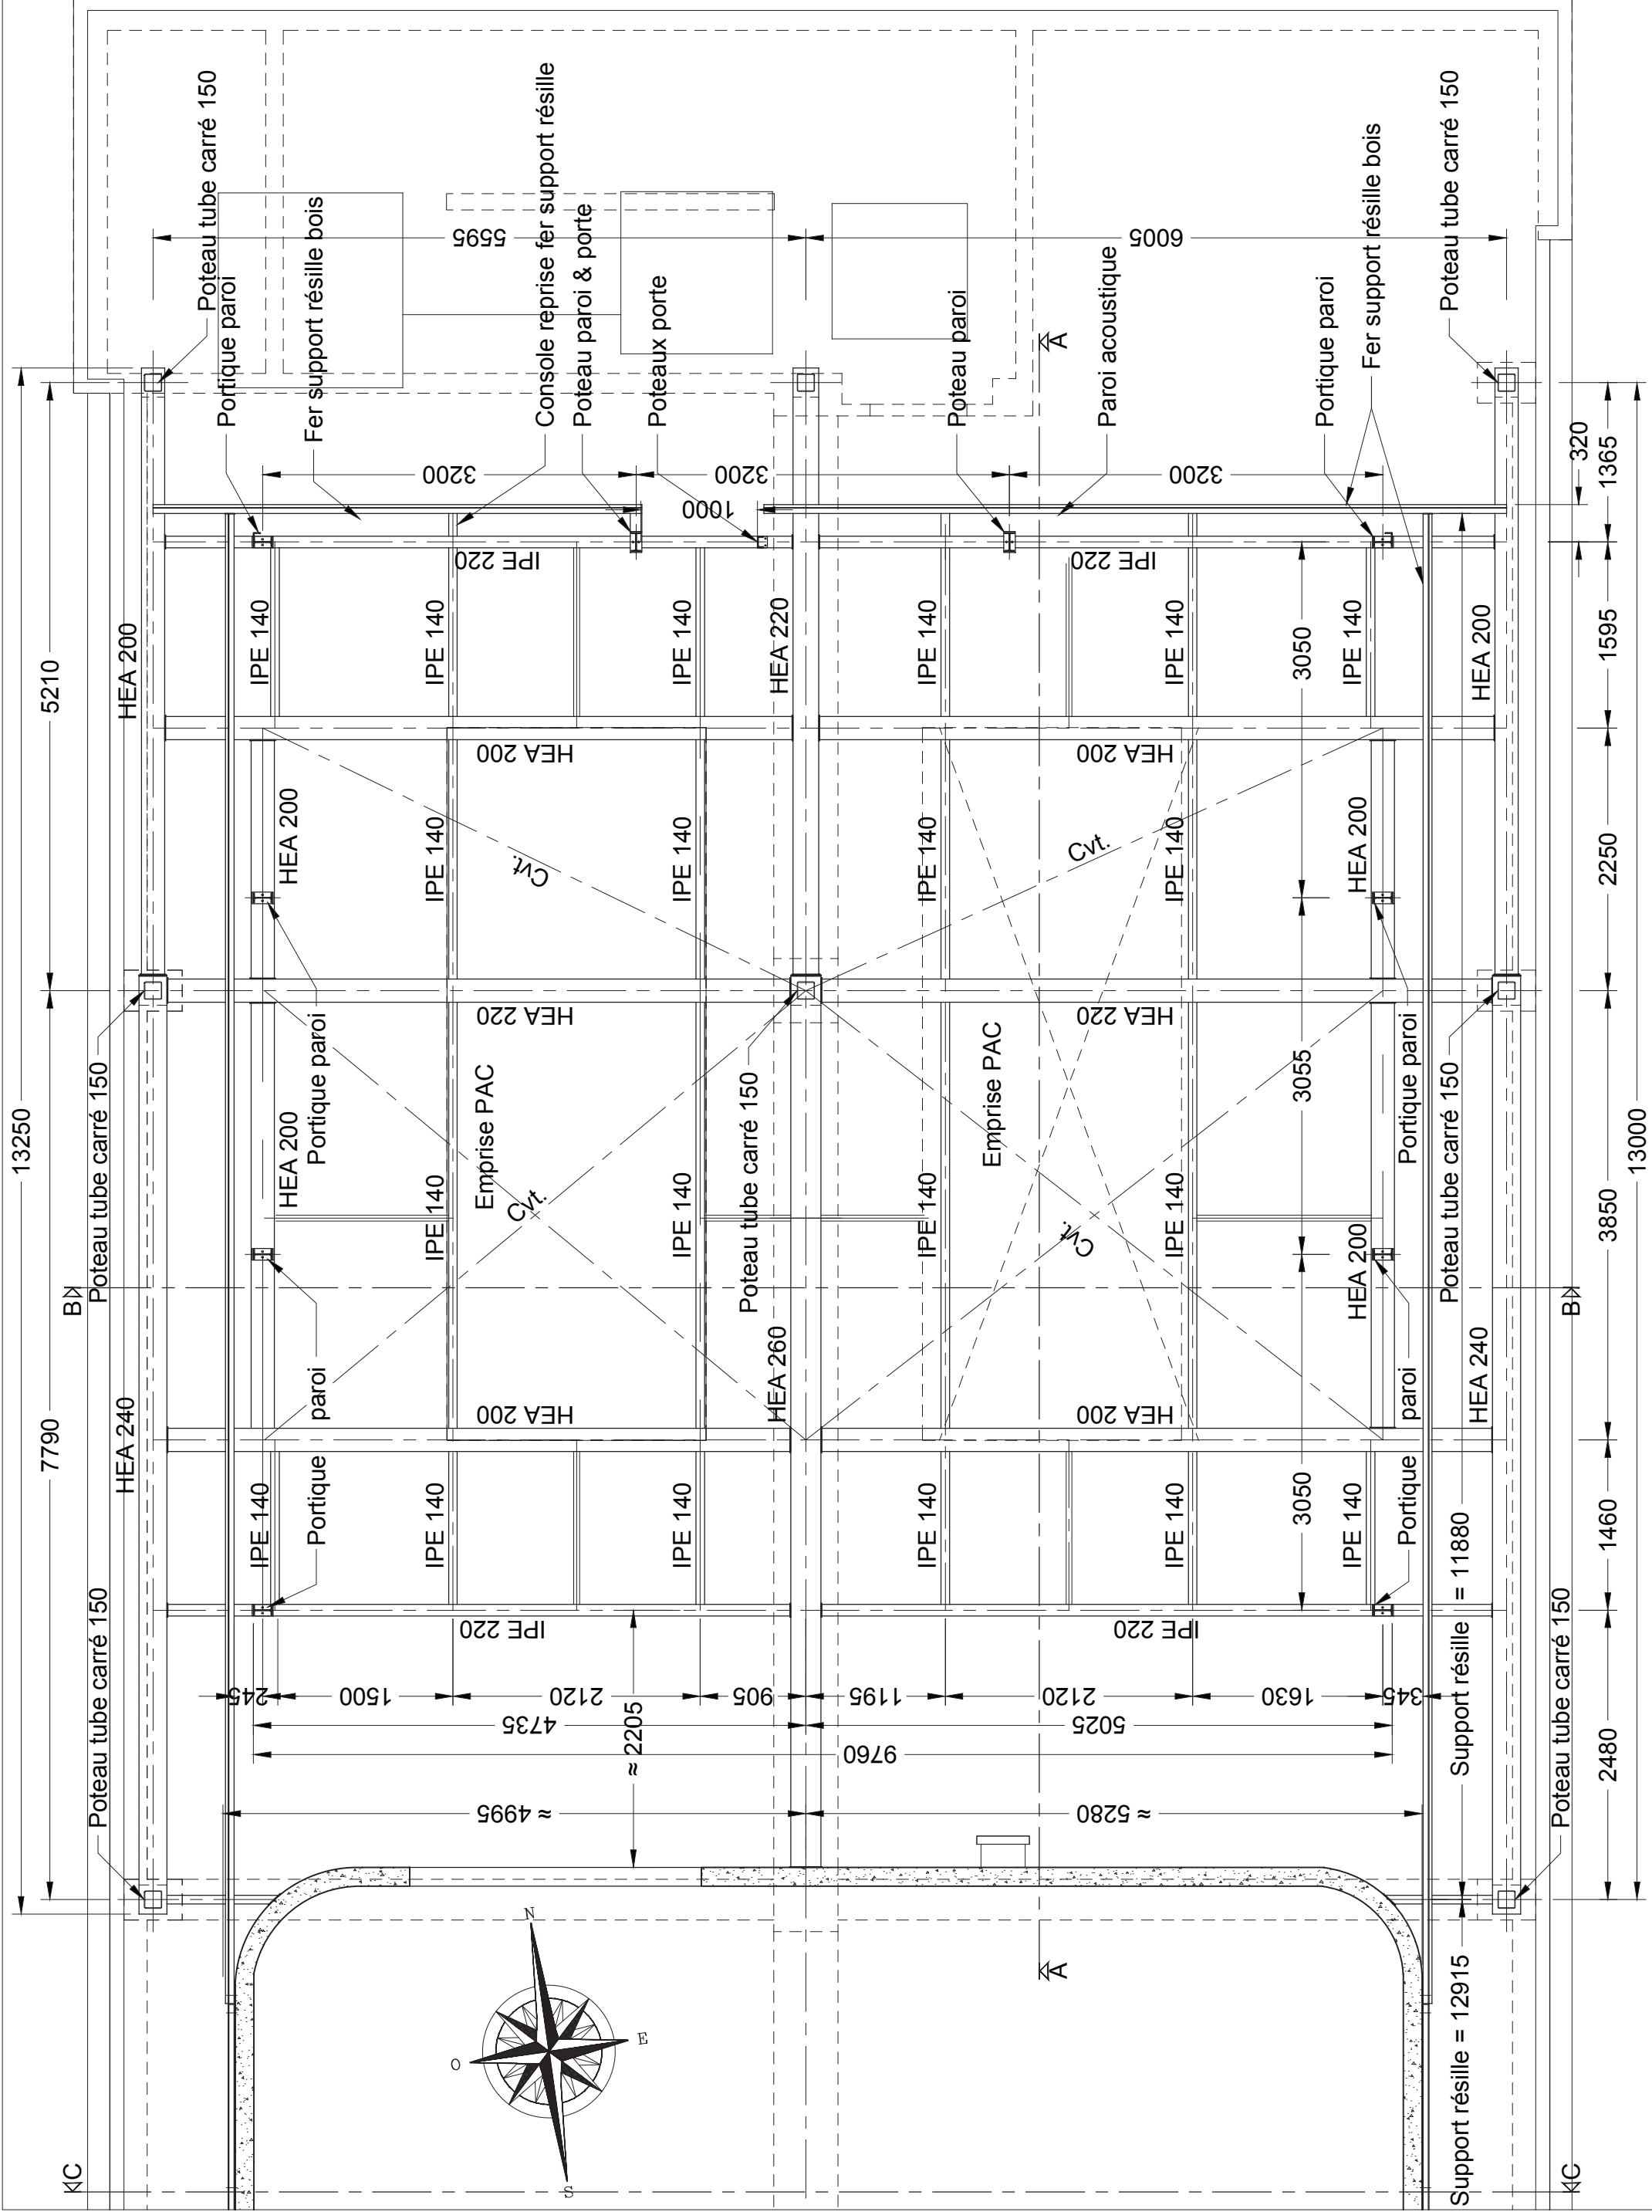 Poteau tube carré 150
Portique paroi
Fer support résille bois
Console reprise fer support résille
Poteau paroi & porte
Poteaux porte
Poteau paroi
Paroi acoustique
Portique paroi
Fer support résille bois
Poteau tube carré 150
5595
6005
A
3200
3200
3200
1000
320
1365
IPE 220
IPE 220
HEA 200
IPE 140
IPE 140
IPE 140
HEA 220
IPE 140
IPE 140
IPE 140
HEA 200
5210
3050
1595
HEA 200
HEA 200
HEA 200
IPE 140
IPE 140
IPE 140
IPE 140
HEA 200
Cvt.
Cvt.
2250
HEA 220
HEA 220
13250
Poteau tube carré 150
Portique paroi
HEA 200
Emprise PAC
Poteau tube carré 150
Emprise PAC
3055
Portique paroi
Poteau tube carré 150
13000
IPE 140
IPE 140
IPE 140
IPE 140
Cvt.
Cvt.
HEA 200
3850
B
B
7790
HEA 240
Portique paroi
HEA 200
HEA 260
HEA 200
Portique paroi
HEA 240
IPE 140
IPE 140
IPE 140
IPE 140
IPE 140
IPE 140
3050
1460
IPE 220
IPE 220
Poteau tube carré 150
245
1500
2120
905
1195
2120
1630
345
4735
5025
9760
≈ 2205
≈ 4995
≈ 5280
Support résille = 11880
2480
Poteau tube carré 150
A
N
E
O
S
Support résille = 12915
C
C